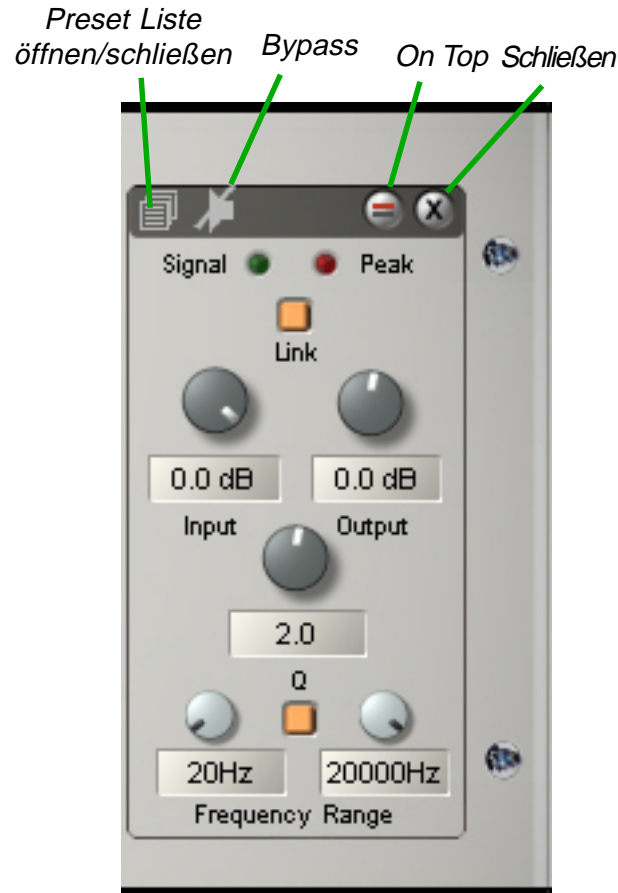 Preset Liste
öffnen/schließen
Bypass
On Top
Schließen
X
Signal
Peak
Link
0.0 dB
0.0 dB
Input
Output
2.0
Q
20Hz
20000Hz
Frequency Range